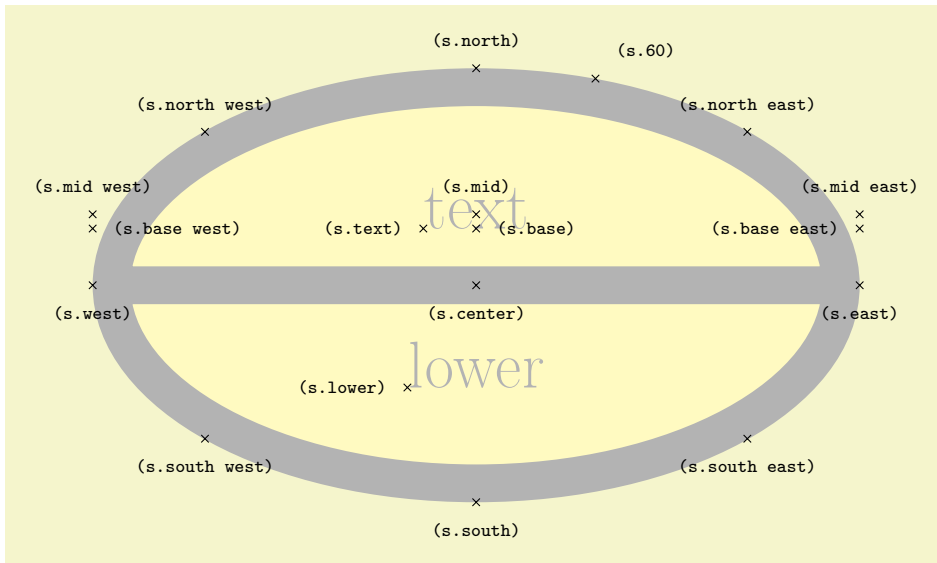 (s.north)
(s.60)
(s.north west)
(s.north east)
(s.mid west)
(s.mid)
(s.mid east)
text
(s.base west)
(s.text)
(s.base)
(s.base east)
(s.west)
(s.center)
(s.east)
lower
(s.lower)
(s.south west)
(s.south east)
(s.south)